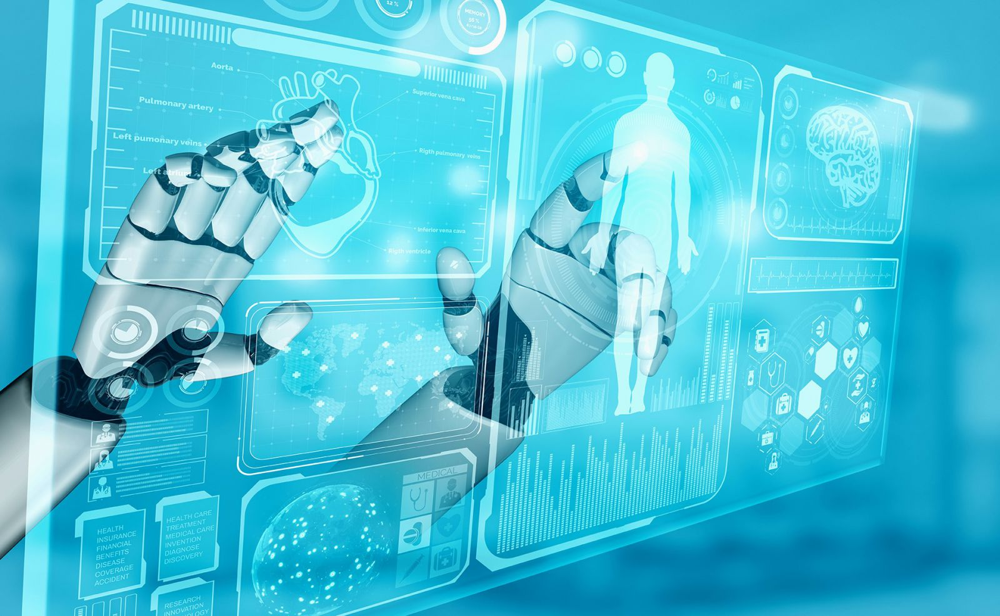 12 %
MEMORY
56 %
Aorta
Superior vena cava
Pulmonary artery
Left pumonary veins
Rigth pulmonary veins
Left atrium
Inferior vena cava
Rigth ventricle
MEDICAL
HEALTH
INSURANCE
FINANCIAL
BENEFITS
DISEASE
COVERAGE
ACCIDENT
HEALTH CARE
TREATMENT
MEDICAL CARE
INVENTION
DIAGNOSE
DISCOVERY
RESEARCH
INNOVATION